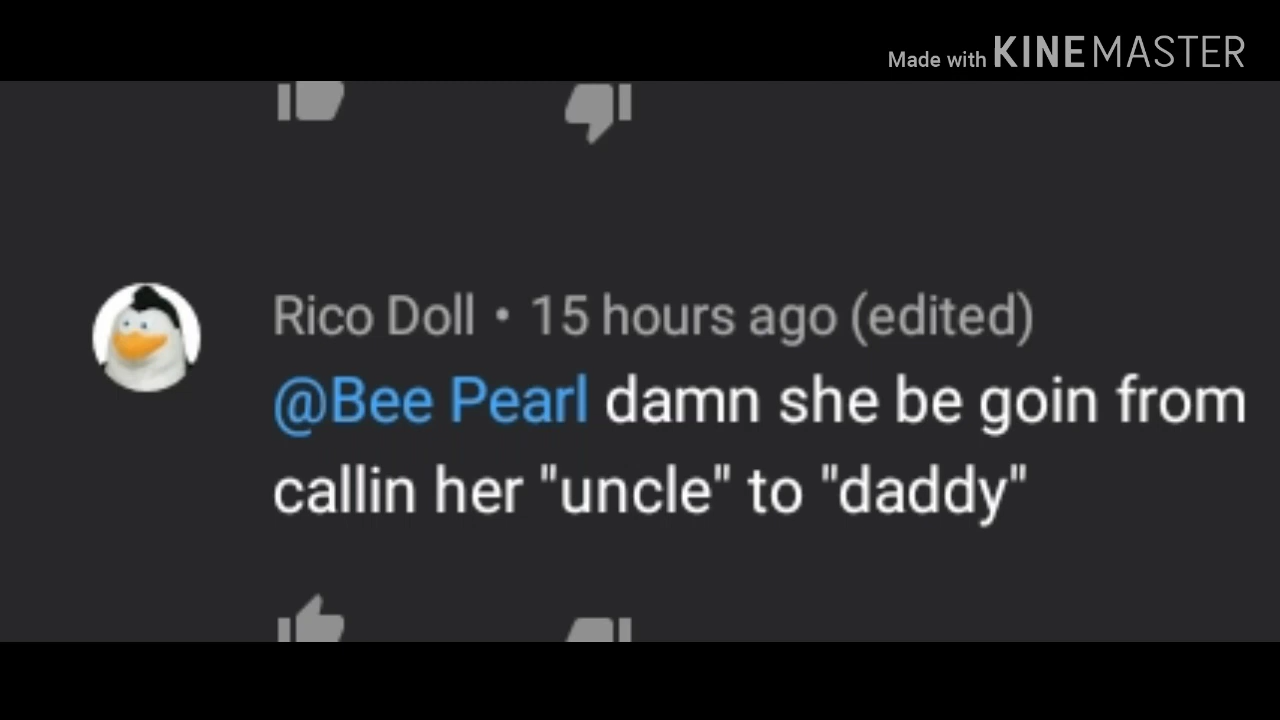 Made with KINEMASTER
Rico Doll • 15 hours ago (edited)
@Bee Pearl damn she be goin from
callin her "uncle" to "daddy"